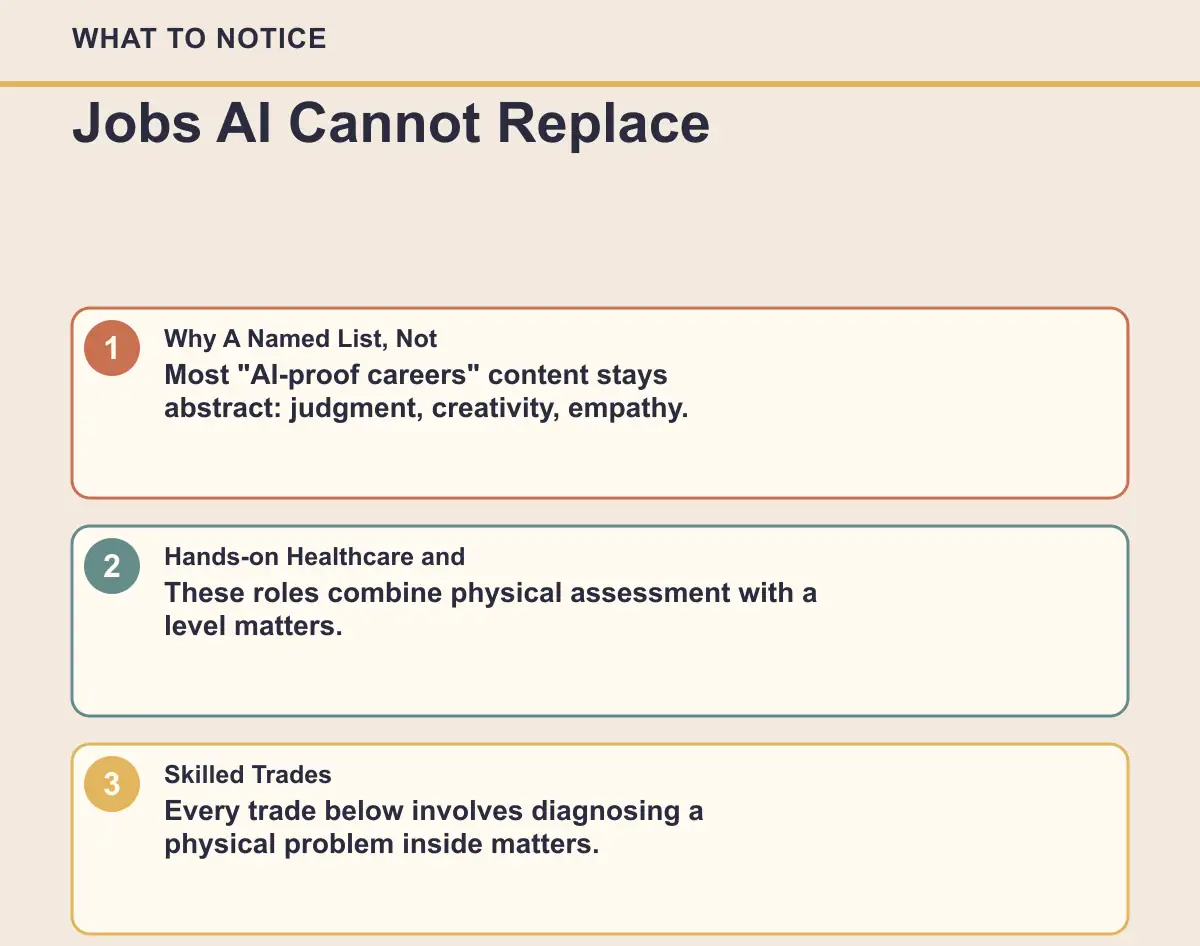 WHAT TO NOTICE
Jobs AI Cannot Replace
1
Why A Named List, Not
Most "AI-proof careers" content stays
abstract: judgment, creativity, empathy.
2
Hands-on Healthcare and
These roles combine physical assessment with a
level matters.
3
Skilled Trades
Every trade below involves diagnosing a
physical problem inside matters.